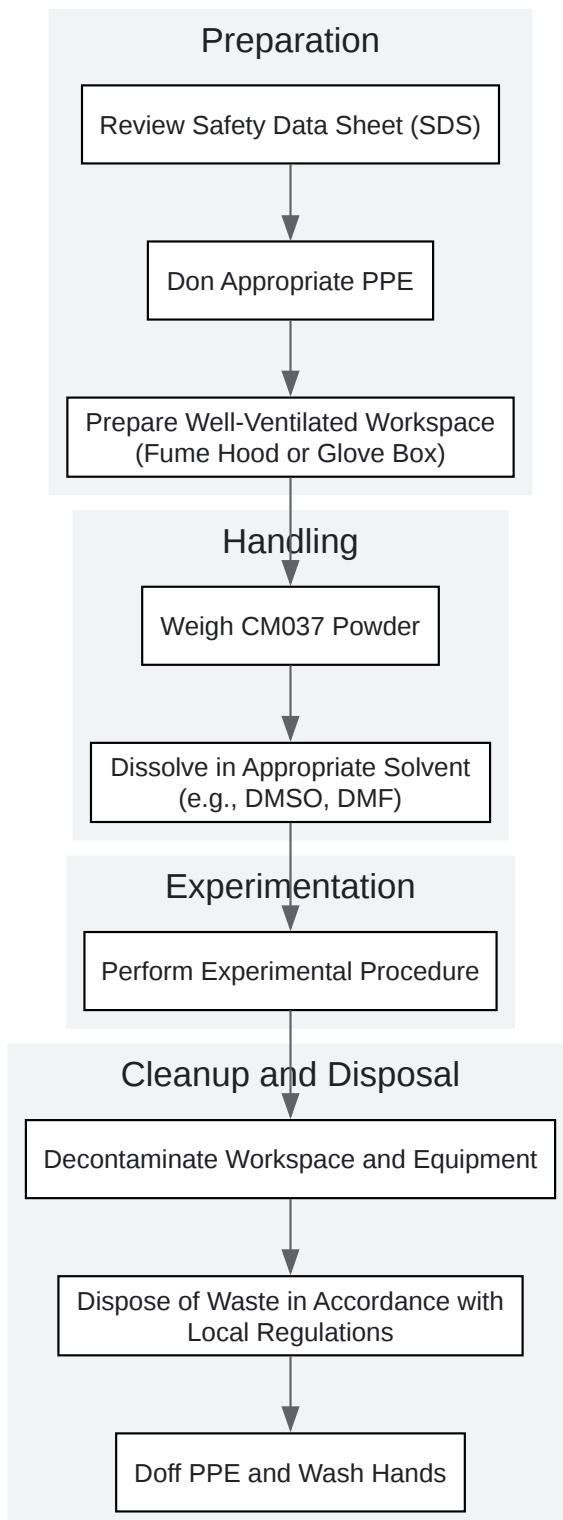 Preparation
Review Safety Data Sheet (SDS)
Don Appropriate PPE
Prepare Well-Ventilated Workspace
(Fume Hood or Glove Box)
Handling
Weigh CM037 Powder
Dissolve in Appropriate Solvent
(e.g., DMSO, DMF)
Experimentation
Perform Experimental Procedure
Cleanup and Disposal
Decontaminate Workspace and Equipment
Dispose of Waste in Accordance with
Local Regulations
Doff PPE and Wash Hands